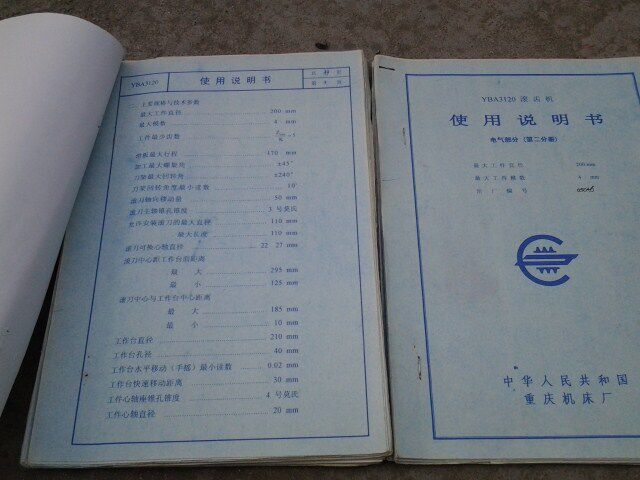 YBA3120
使用说明书
二、主要规格与技术参数
最大工作直径 200 mm
最大模数 4 mm
工件最少齿数 =5
滑板最大行程 470 mm
加工最大螺旋角 ±45°
刀架最大回转角 ±240°
刀架回转角度最小读数 10′
滚刀轴向移动量 50 mm
滚刀主轴锥孔锥度 3 号莫氏
允许安装滚刀的最大直径 110 mm
最大长度 110 mm
滚刀可换心轴直径 22 27 mm
滚刀中心距工作台面距离
最 大 295 mm
最 小 125 mm
滚刀中心与工作台中心距离
最 大 185 mm
最 小 10 mm
工作台直径 210 mm
工作台孔径 40 mm
工作台水平移动（手摇）最小读数 0.02 mm
工作台快速移动距离 30 mm
工件心轴座锥孔锥度 4 号莫氏
工件心轴直径 20 mm
YBA3120 滚齿机
使用说明书
电气部分（第二分册）
最大工件直径 200 mm
最大工件模数 4 mm
出厂编号
中华人民共和国
重庆机床厂